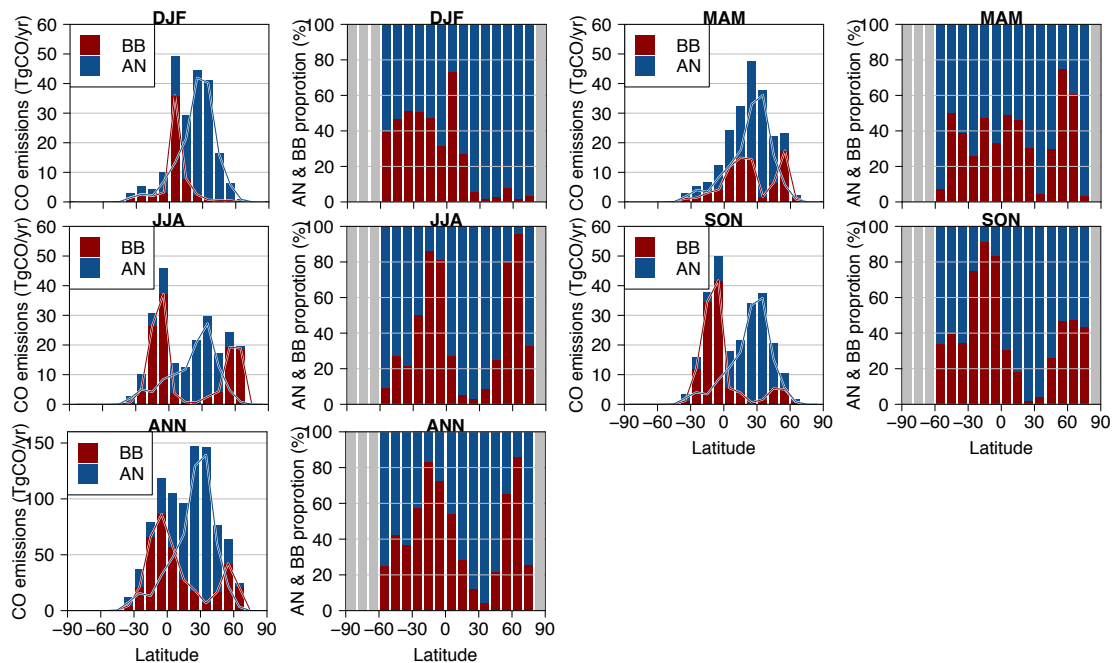 DJF
CO emissions (TgCO/yr)
60
50
40
30
20
10
0
BB
AN
DJF
AN & BB proprotion (%)
100
80
60
40
20
0
MAM
CO emissions (TgCO/yr)
60
50
40
30
20
10
0
BB
AN
−90 −60 −30 0 30 60 90
MAM
AN & BB proprotion (%)
100
80
60
40
20
0
JJA
CO emissions (TgCO/yr)
60
50
40
30
20
10
0
BB
AN
JJA
AN & BB proprotion (%)
100
80
60
40
20
0
SON
CO emissions (TgCO/yr)
60
50
40
30
20
10
0
BB
AN
−90 −60 −30 0 30 60 90
Latitude
SON
AN & BB proprotion (%)
100
80
60
40
20
0
−90 −60 −30 0 30 60 90
Latitude
ANN
CO emissions (TgCO/yr)
150
100
50
0
BB
AN
−90 −60 −30 0 30 60 90
Latitude
ANN
AN & BB proprotion (%)
100
80
60
40
20
0
−90 −60 −30 0 30 60 90
Latitude